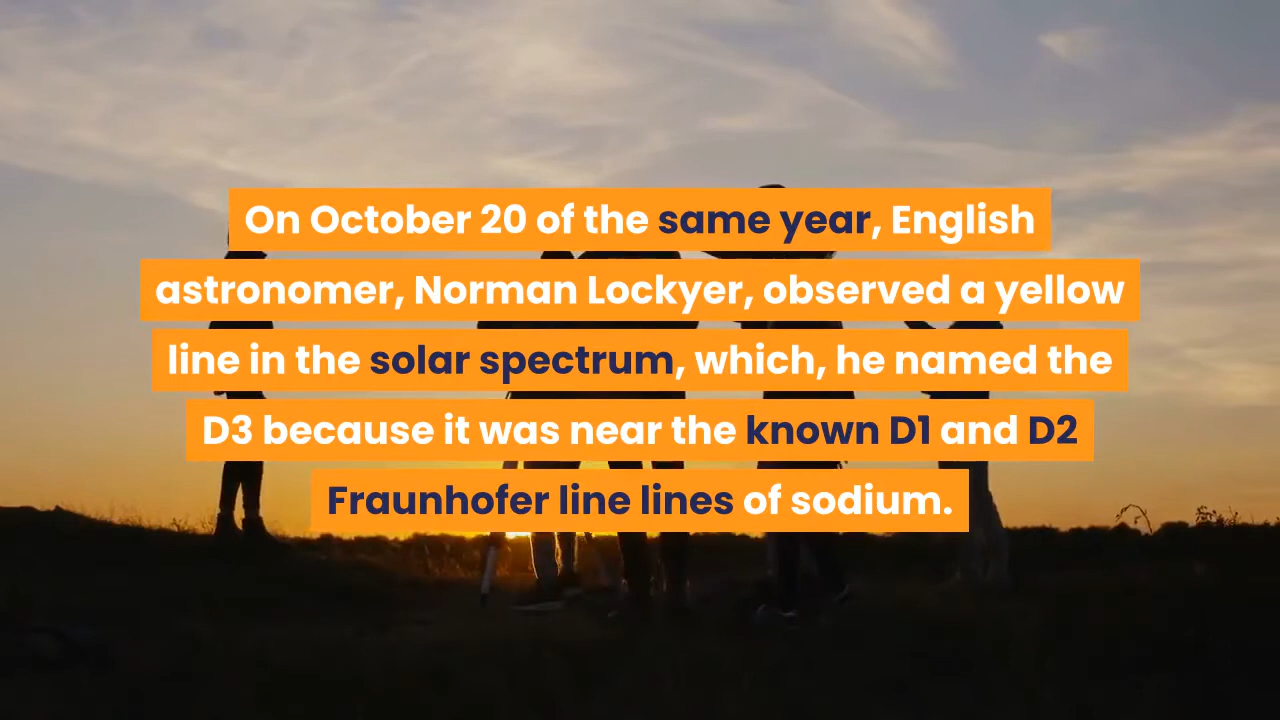 On October 20 of the same year, English
astronomer, Norman Lockyer, observed a yellow
line in the solar spectrum, which, he named the
D3 because it was near the known D1 and D2
Fraunhofer line lines of sodium.